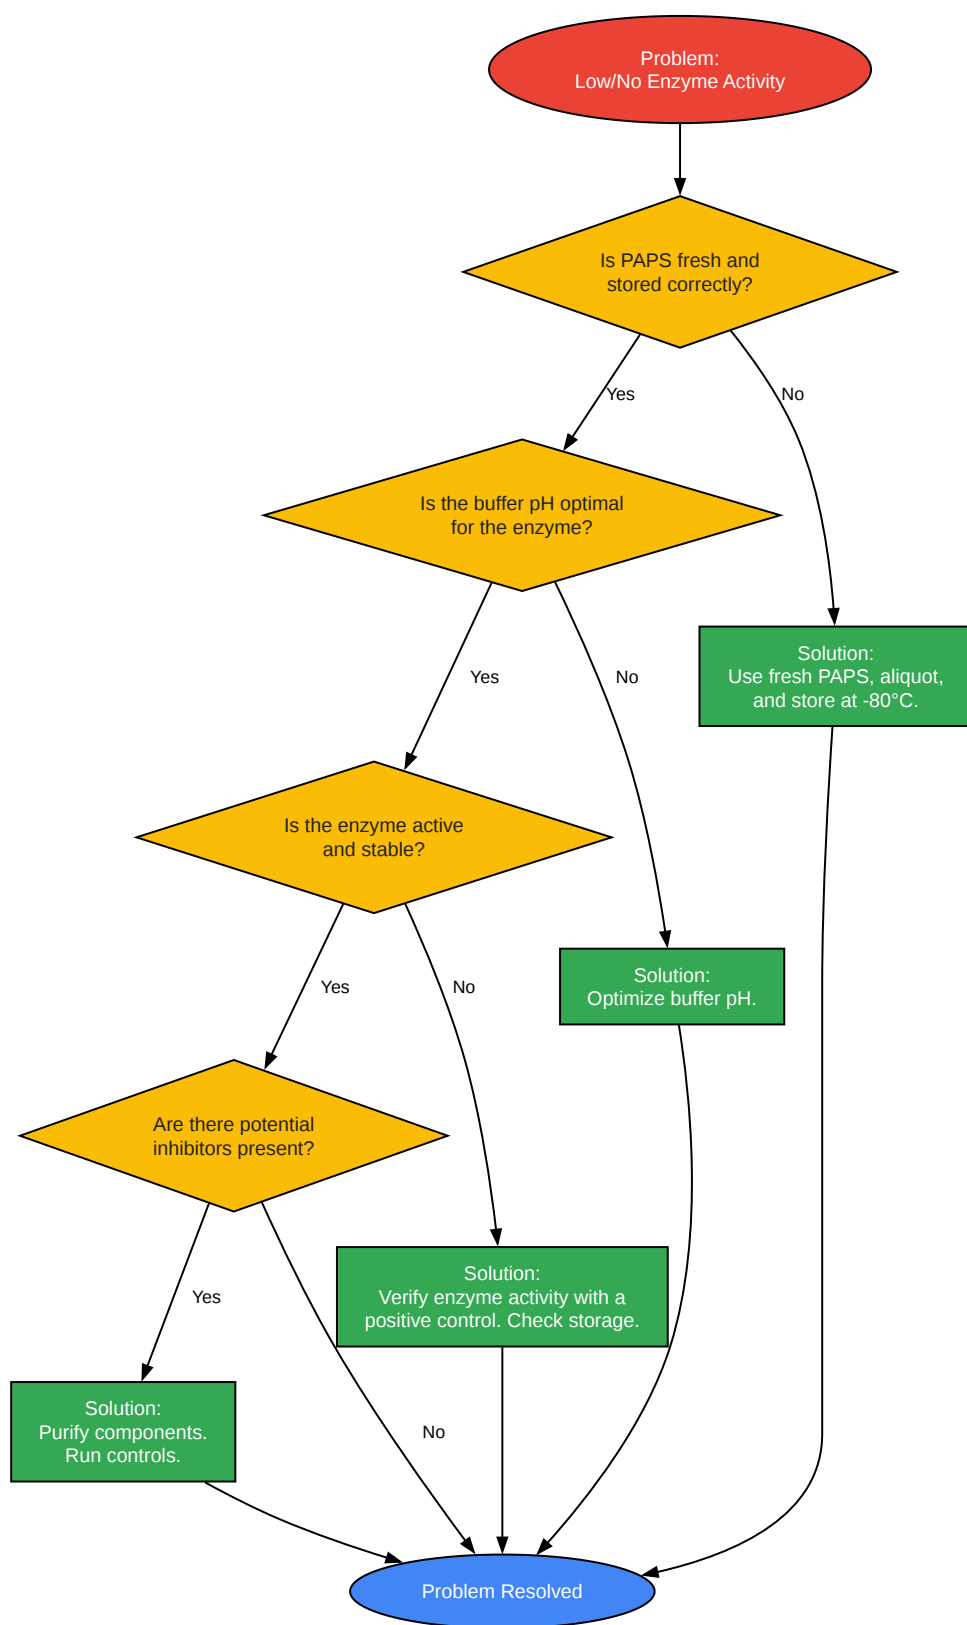 Problem:
Low/No Enzyme Activity
Is PAPS fresh and
stored correctly?
Yes
No
Is the buffer pH optimal
for the enzyme?
Solution:
Use fresh PAPS, aliquot,
and store at -80°C.
Yes
No
Is the enzyme active
and stable?
Solution:
Optimize buffer pH.
Yes
No
Are there potential
inhibitors present?
Solution:
Verify enzyme activity with a
positive control. Check storage.
Yes
No
Solution:
Purify components.
Run controls.
Problem Resolved